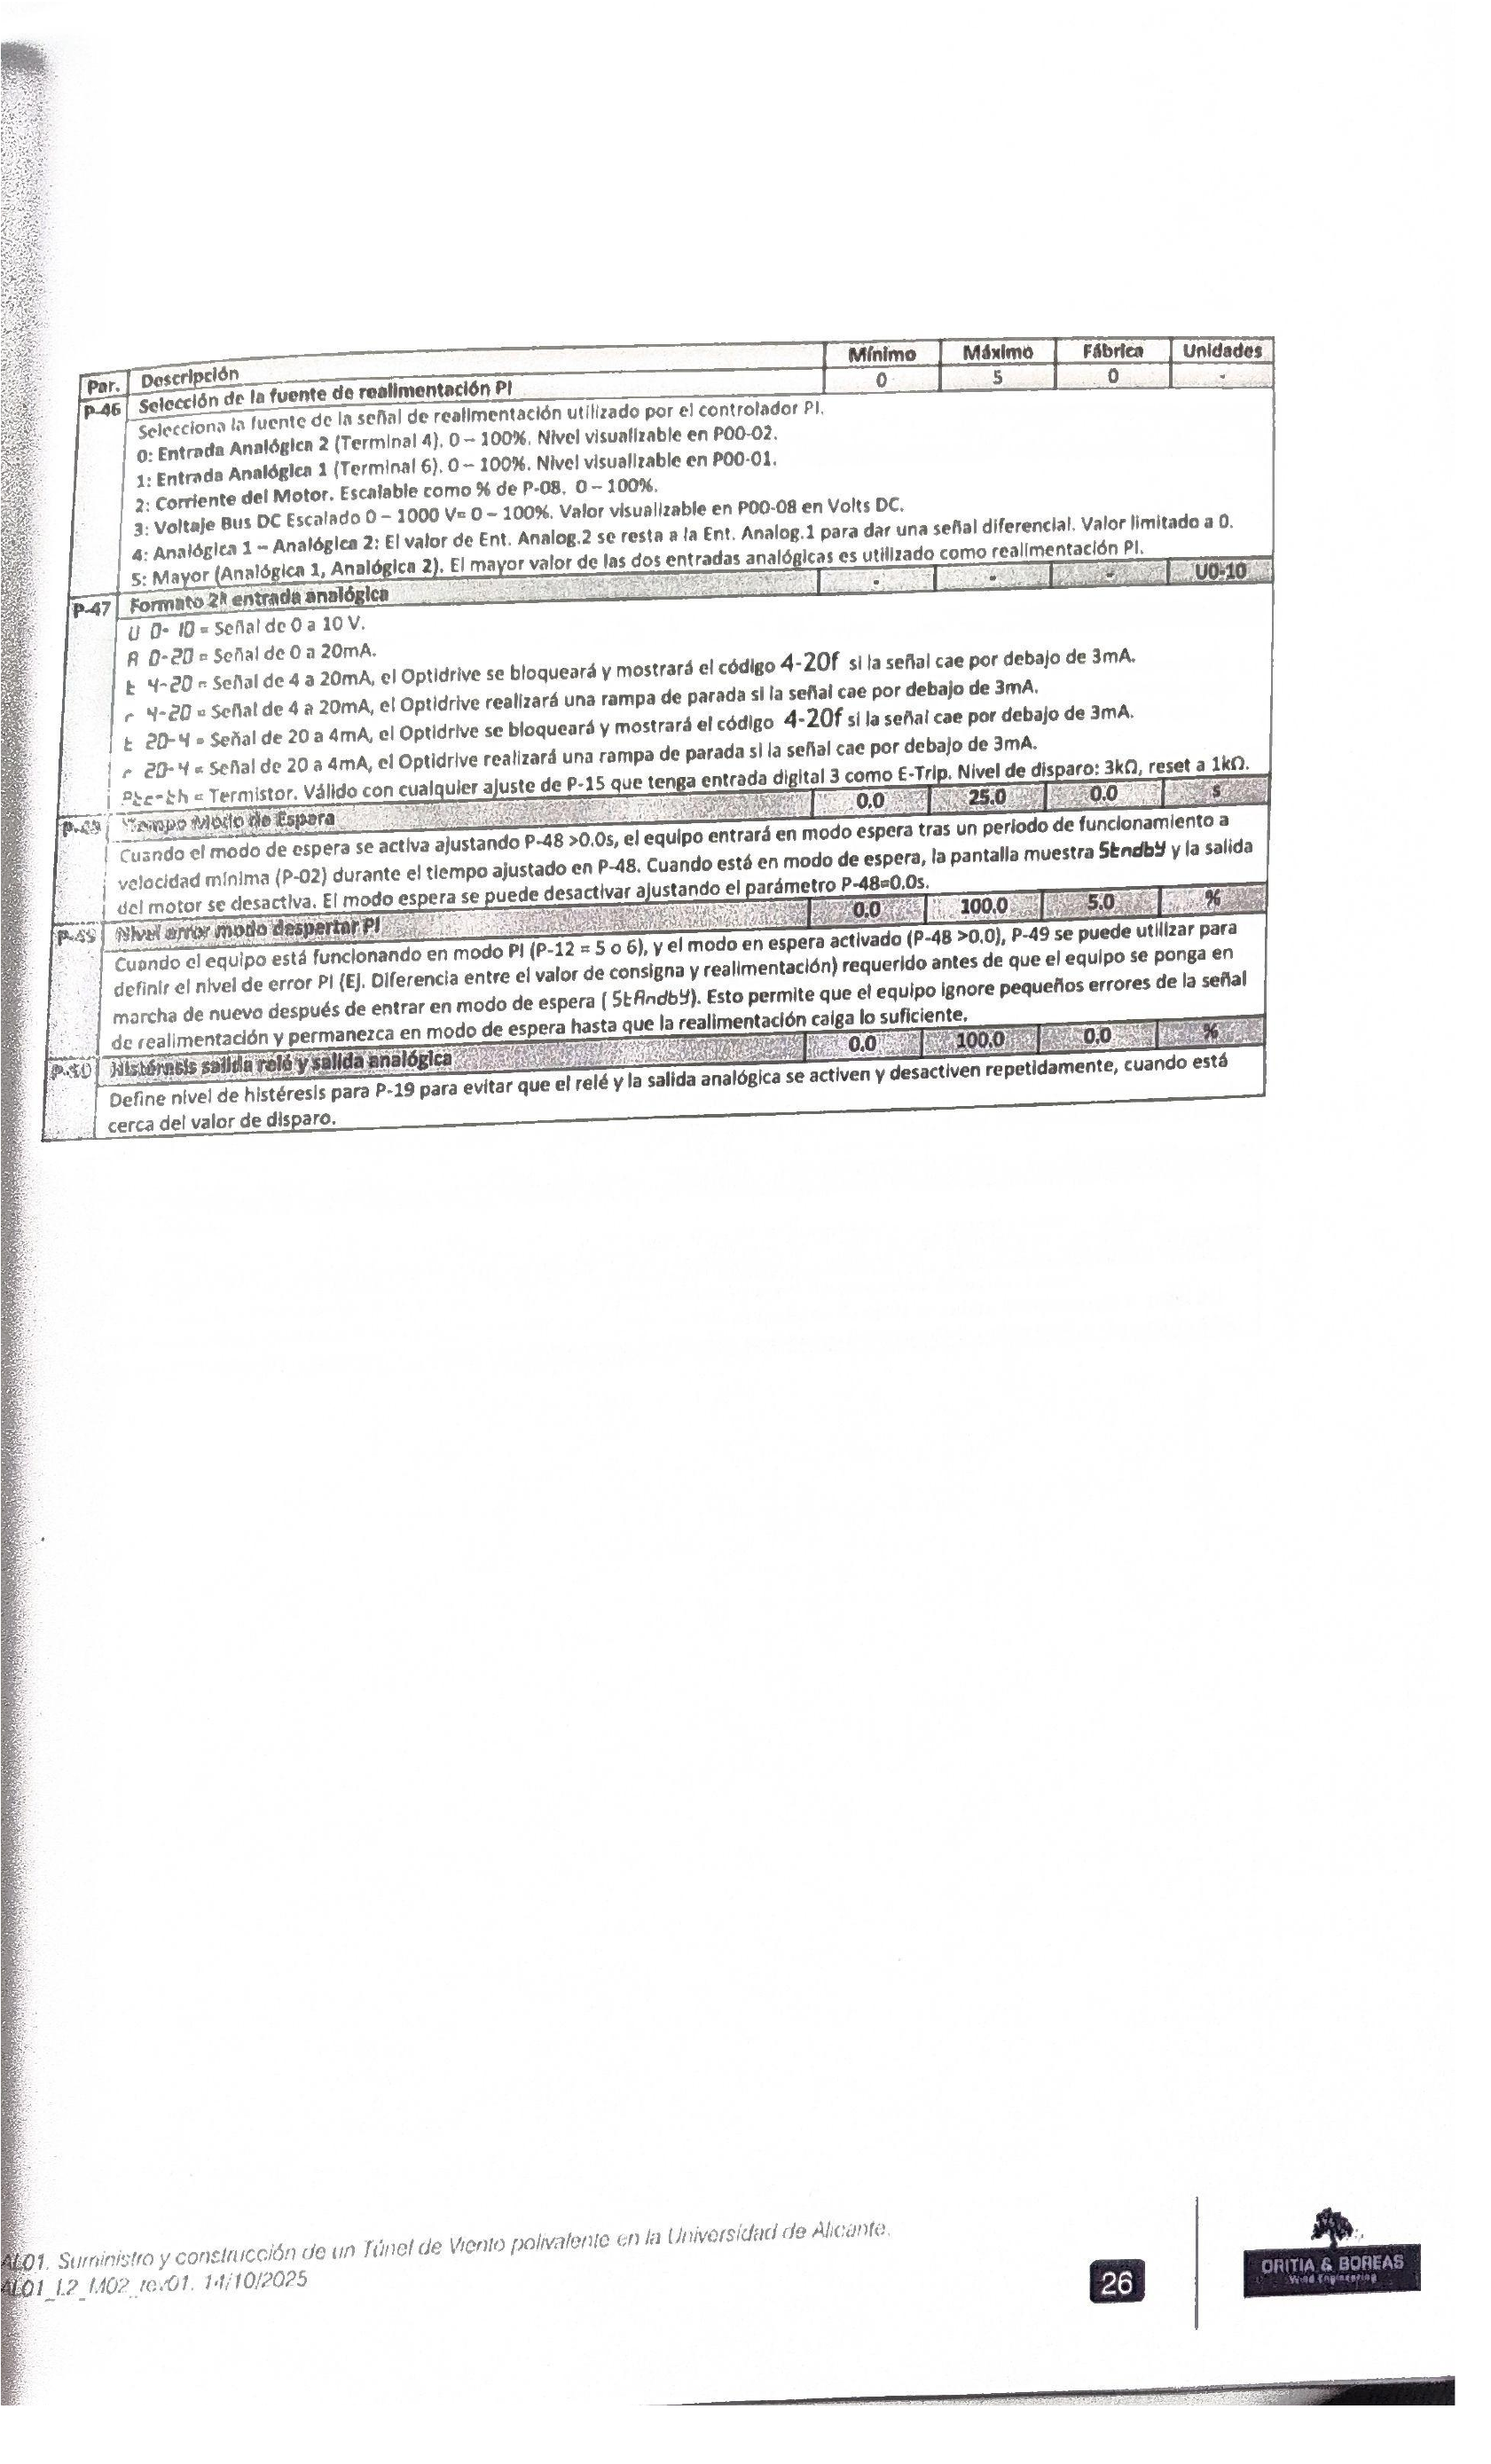 Par. Descripción Mínimo Máximo Fábrica Unidades
P-46 Selección de la fuente de realimentación PI 0 5 0 -
Selecciona la fuente de la señal de realimentación utilizado por el controlador PI.
0: Entrada Analógica 2 (Terminal 4). 0 – 100%. Nivel visualizable en P00-02.
1: Entrada Analógica 1 (Terminal 6). 0 – 100%. Nivel visualizable en P00-01.
2: Corriente del Motor. Escalable como % de P-08. 0 – 100%.
3: Voltaje Bus DC Escalado 0 – 1000 V= 0 – 100%. Valor visualizable en P00-08 en Volts DC.
4: Analógica 1 – Analógica 2: El valor de Ent. Analog.2 se resta a la Ent. Analog.1 para dar una señal diferencial. Valor limitado a 0.
5: Mayor (Analógica 1, Analógica 2). El mayor valor de las dos entradas analógicas es utilizado como realimentación PI.
P-47 Formato 2ª entrada analógica - - - U0-10
U 0- 10 = Señal de 0 a 10 V.
A 0-20 = Señal de 0 a 20mA.
t 4-20 = Señal de 4 a 20mA, el Optidrive se bloqueará y mostrará el código 4-20f si la señal cae por debajo de 3mA.
r 4-20 = Señal de 4 a 20mA, el Optidrive realizará una rampa de parada si la señal cae por debajo de 3mA.
t 20-4 = Señal de 20 a 4mA, el Optidrive se bloqueará y mostrará el código 4-20f si la señal cae por debajo de 3mA.
r 20-4 = Señal de 20 a 4mA, el Optidrive realizará una rampa de parada si la señal cae por debajo de 3mA.
Ptc-th = Termistor. Válido con cualquier ajuste de P-15 que tenga entrada digital 3 como E-Trip. Nivel de disparo: 3kΩ, reset a 1kΩ.
P-48 Tiempo Modo de Espera 0.0 25.0 0.0 s
Cuando el modo de espera se activa ajustando P-48 >0.0s, el equipo entrará en modo espera tras un periodo de funcionamiento a
velocidad mínima (P-02) durante el tiempo ajustado en P-48. Cuando está en modo de espera, la pantalla muestra Stndby y la salida
del motor se desactiva. El modo espera se puede desactivar ajustando el parámetro P-48=0.0s.
P-49 Nivel error modo despertar PI 0.0 100.0 5.0 %
Cuando el equipo está funcionando en modo PI (P-12 = 5 o 6), y el modo en espera activado (P-48 >0.0), P-49 se puede utilizar para
definir el nivel de error PI (Ej. Diferencia entre el valor de consigna y realimentación) requerido antes de que el equipo se ponga en
marcha de nuevo después de entrar en modo de espera ( StAndbY). Esto permite que el equipo ignore pequeños errores de la señal
de realimentación y permanezca en modo de espera hasta que la realimentación caiga lo suficiente.
P-50 Histéresis salida relé y salida analógica 0.0 100.0 0.0 %
Define nivel de histéresis para P-19 para evitar que el relé y la salida analógica se activen y desactiven repetidamente, cuando está
cerca del valor de disparo.
AL01. Suministro y construcción de un Túnel de Viento polivalente en la Universidad de Alicante.
AL01_L2_M02_rev01. 14/10/2025
26
ORITIA & BOREAS
Wind Engineering